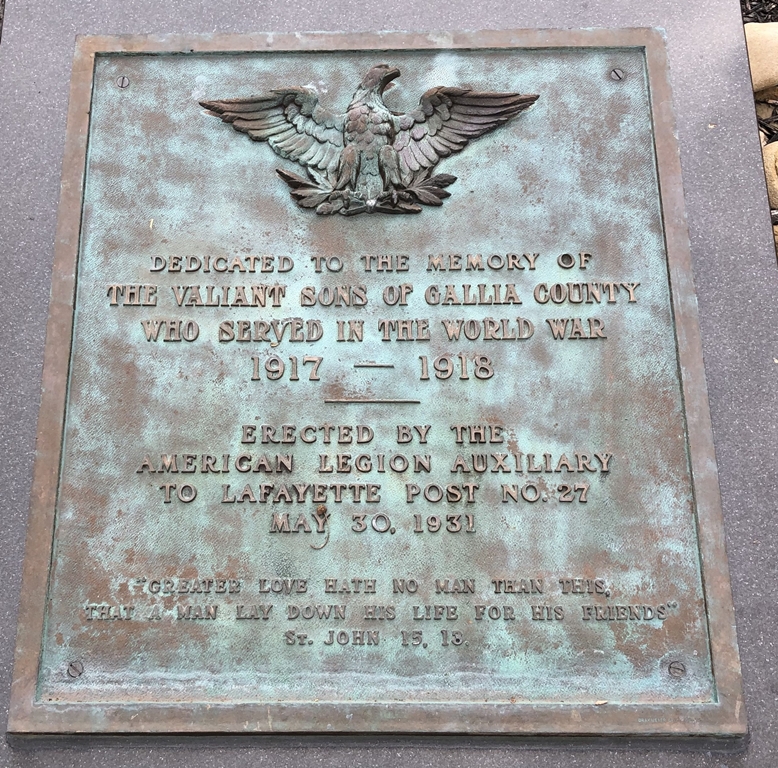 DEDICATED TO THE MEMORY OF
THE VALIANT SONS OF GALLIA COUNTY
WHO SERVED IN THE WORLD WAR
1917 — 1918
ERECTED BY THE
AMERICAN LEGION AUXILIARY
TO LAFAYETTE POST NO. 27
MAY 30, 1931
"GREATER LOVE HATH NO MAN THAN THIS,
THAT A MAN LAY DOWN HIS LIFE FOR HIS FRIENDS"
ST. JOHN 15, 13.